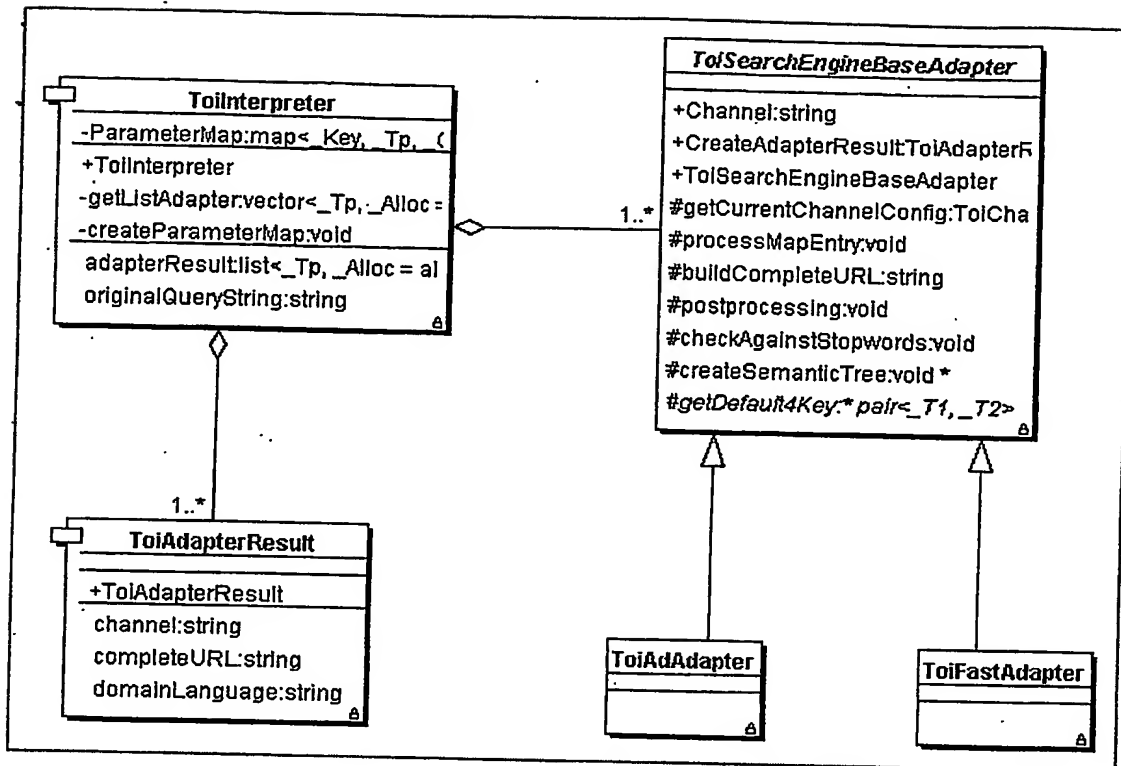 ToiInterpreter
-ParameterMap:map<_Key, _Tp, _(
+ToiInterpreter
-getListAdapter:vector<_Tp, _Alloc =
-createParameterMap:void
adapterResult:list<_Tp, _Alloc = al
originalQueryString:string
1..*
1..*
ToiSearchEngineBaseAdapter
+Channel:string
+CreateAdapterResult:ToiAdapterR
+ToiSearchEngineBaseAdapter
#getCurrentChannelConfig:ToiCha
#processMapEntry:void
#buildCompleteURL:string
#postprocessing:void
#checkAgainstStopwords:void
#createSemanticTree:void *
#getDefault4Key:* pair<_T1, _T2>
ToiAdapterResult
+ToiAdapterResult
channel:string
completeURL:string
domainLanguage:string
ToiAdAdapter
ToiFastAdapter